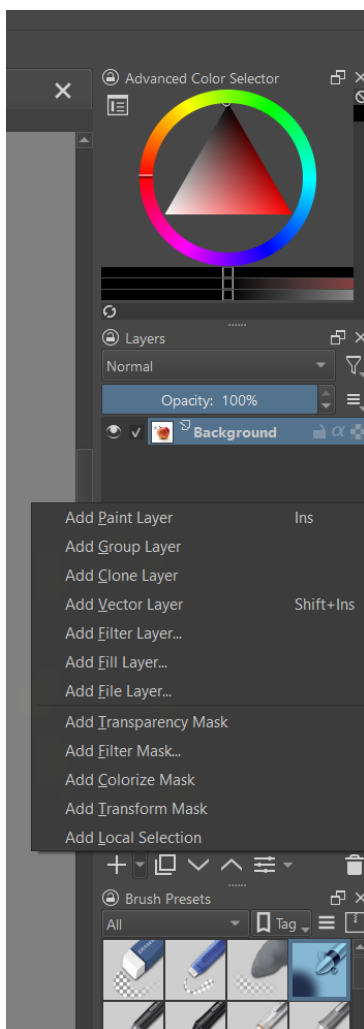 Advanced Color Selector
Layers
Normal
Opacity: 100%
Background
Add Paint Layer Ins
Add Group Layer
Add Clone Layer
Add Vector Layer Shift+Ins
Add Filter Layer...
Add Fill Layer...
Add File Layer...
Add Transparency Mask
Add Filter Mask...
Add Colorize Mask
Add Transform Mask
Add Local Selection
Brush Presets
All Tag